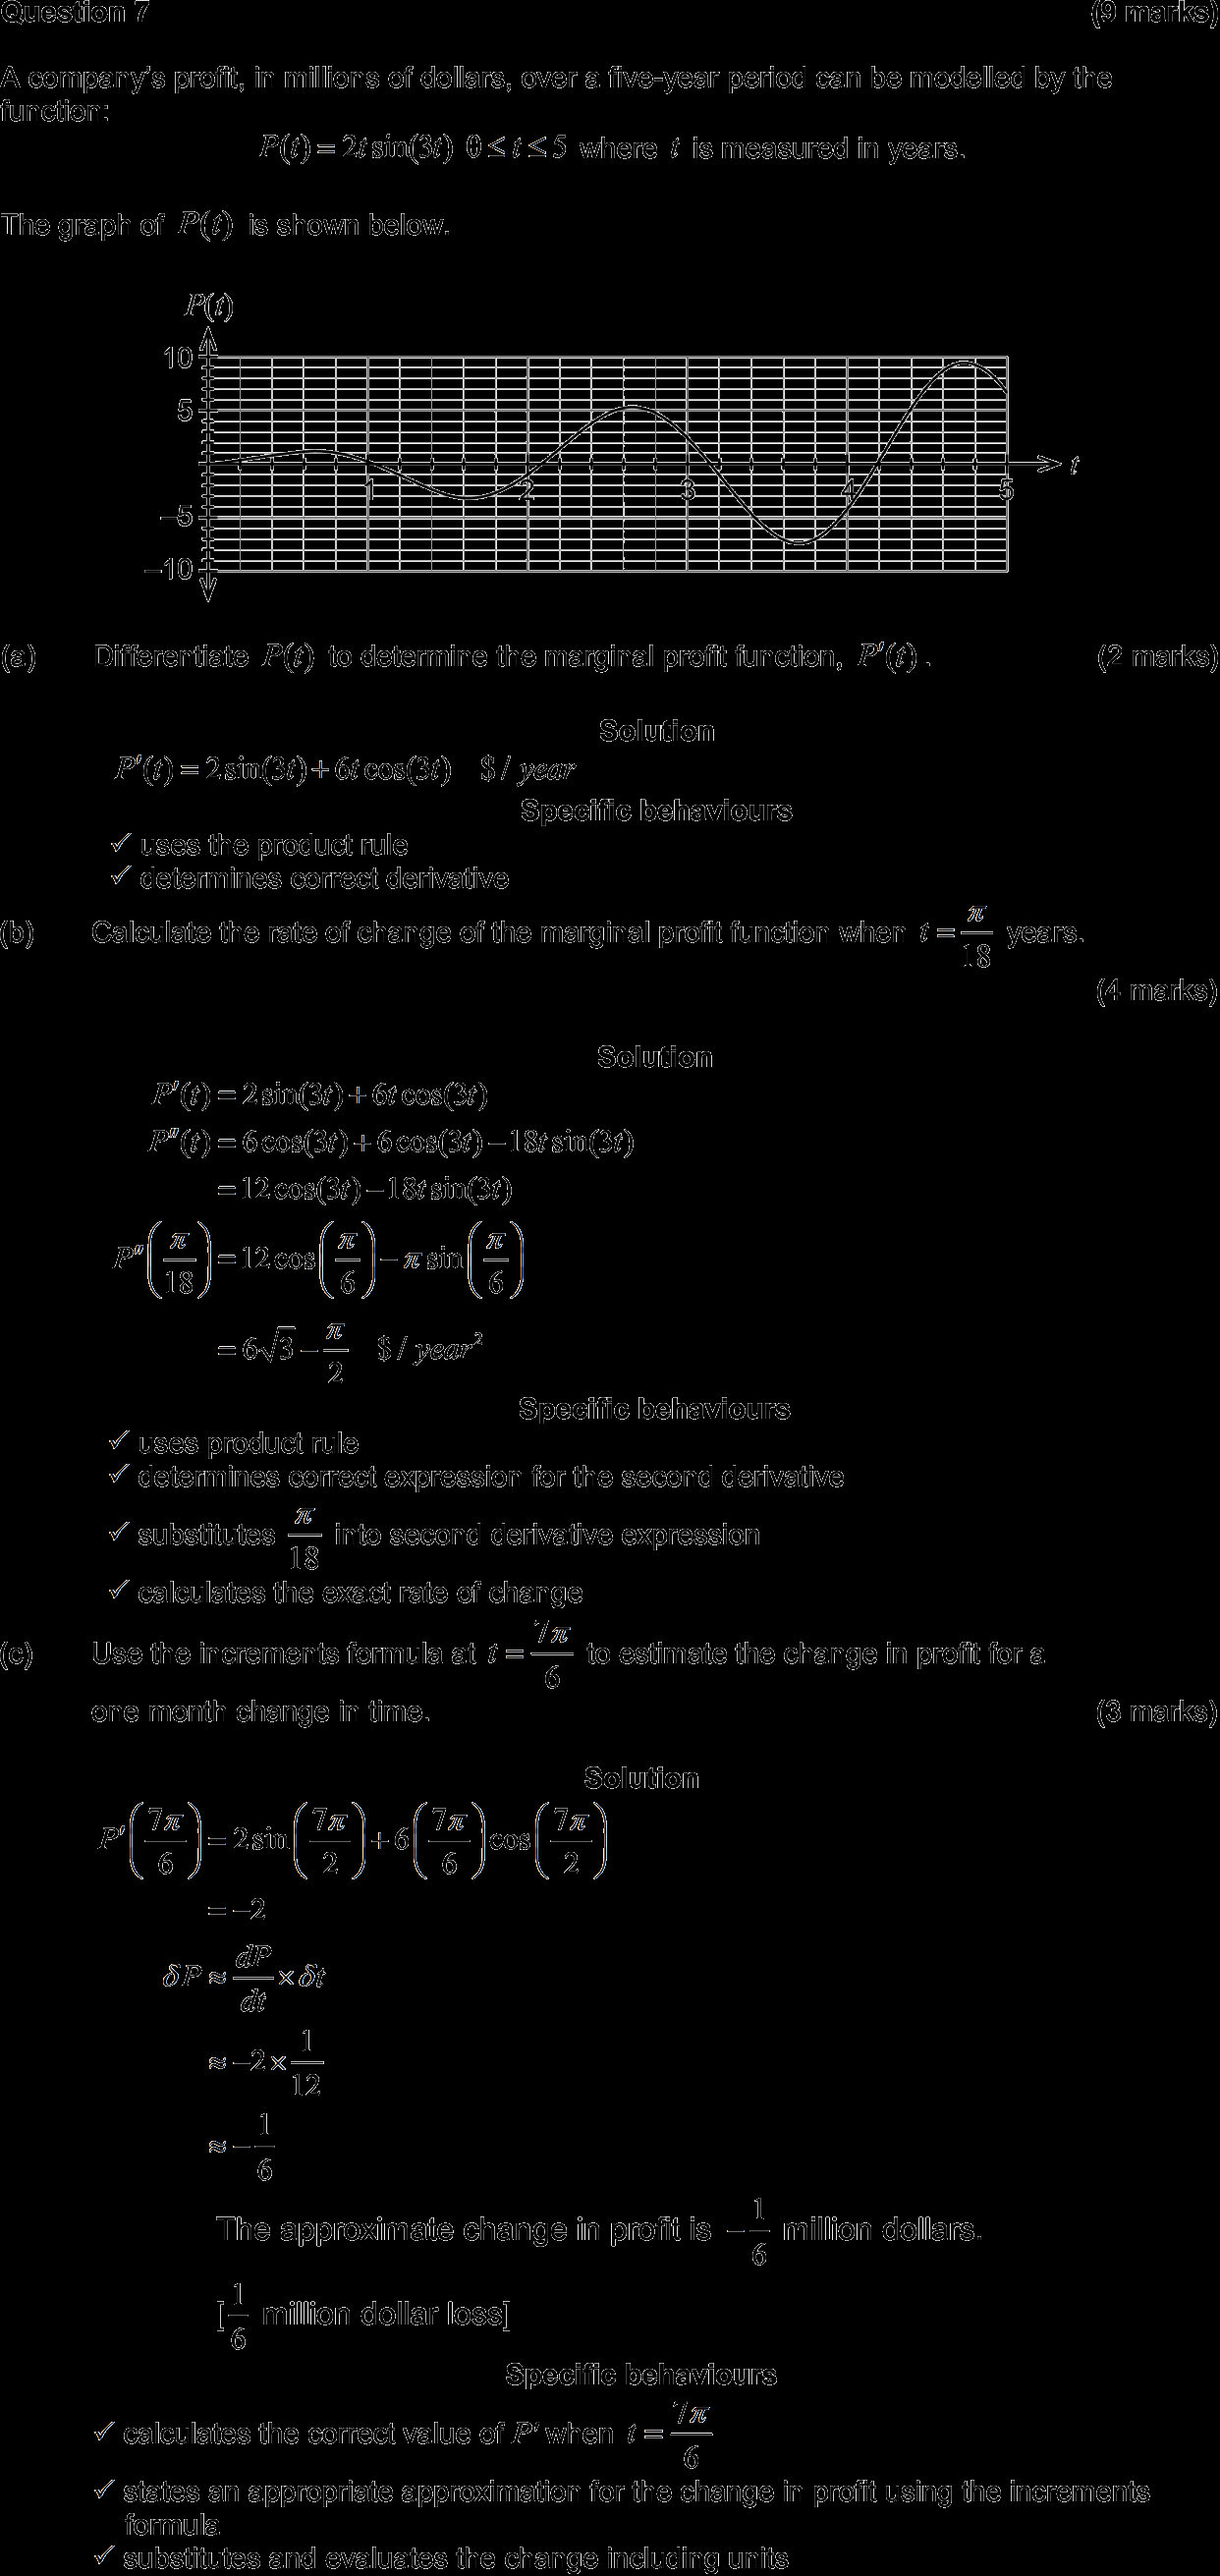 Question 7 (9 marks)
A company's profit, in millions of dollars, over a five-year period can be modelled by the
function:
P(t) = 2t sin(3t) 0 ≤ t ≤ 5 where t is measured in years.
The graph of P(t) is shown below.
P(t)
10
5
1 2 3 4 5 t
−5
−10
(a) Differentiate P(t) to determine the marginal profit function, P′(t). (2 marks)
Solution
P′(t) = 2 sin(3t) + 6t cos(3t) $ / year
Specific behaviours
✓ uses the product rule
✓ determines correct derivative
(b) Calculate the rate of change of the marginal profit function when t = π/18 years.
(4 marks)
Solution
P′(t) = 2 sin(3t) + 6t cos(3t)
P″(t) = 6 cos(3t) + 6 cos(3t) − 18t sin(3t)
= 12 cos(3t) − 18t sin(3t)
P″(π/18) = 12 cos(π/6) − π sin(π/6)
= 6√3 − π/2 $ / year²
Specific behaviours
✓ uses product rule
✓ determines correct expression for the second derivative
✓ substitutes π/18 into second derivative expression
✓ calculates the exact rate of change
(c) Use the increments formula at t = 7π/6 to estimate the change in profit for a
one month change in time. (3 marks)
Solution
P′(7π/6) = 2 sin(7π/2) + 6(7π/6) cos(7π/2)
= −2
δP ≈ dP/dt × δt
≈ −2 × 1/12
≈ −1/6
The approximate change in profit is −1/6 million dollars.
[1/6 million dollar loss]
Specific behaviours
✓ calculates the correct value of P′ when t = 7π/6
✓ states an appropriate approximation for the change in profit using the increments
formula
✓ substitutes and evaluates the change including units